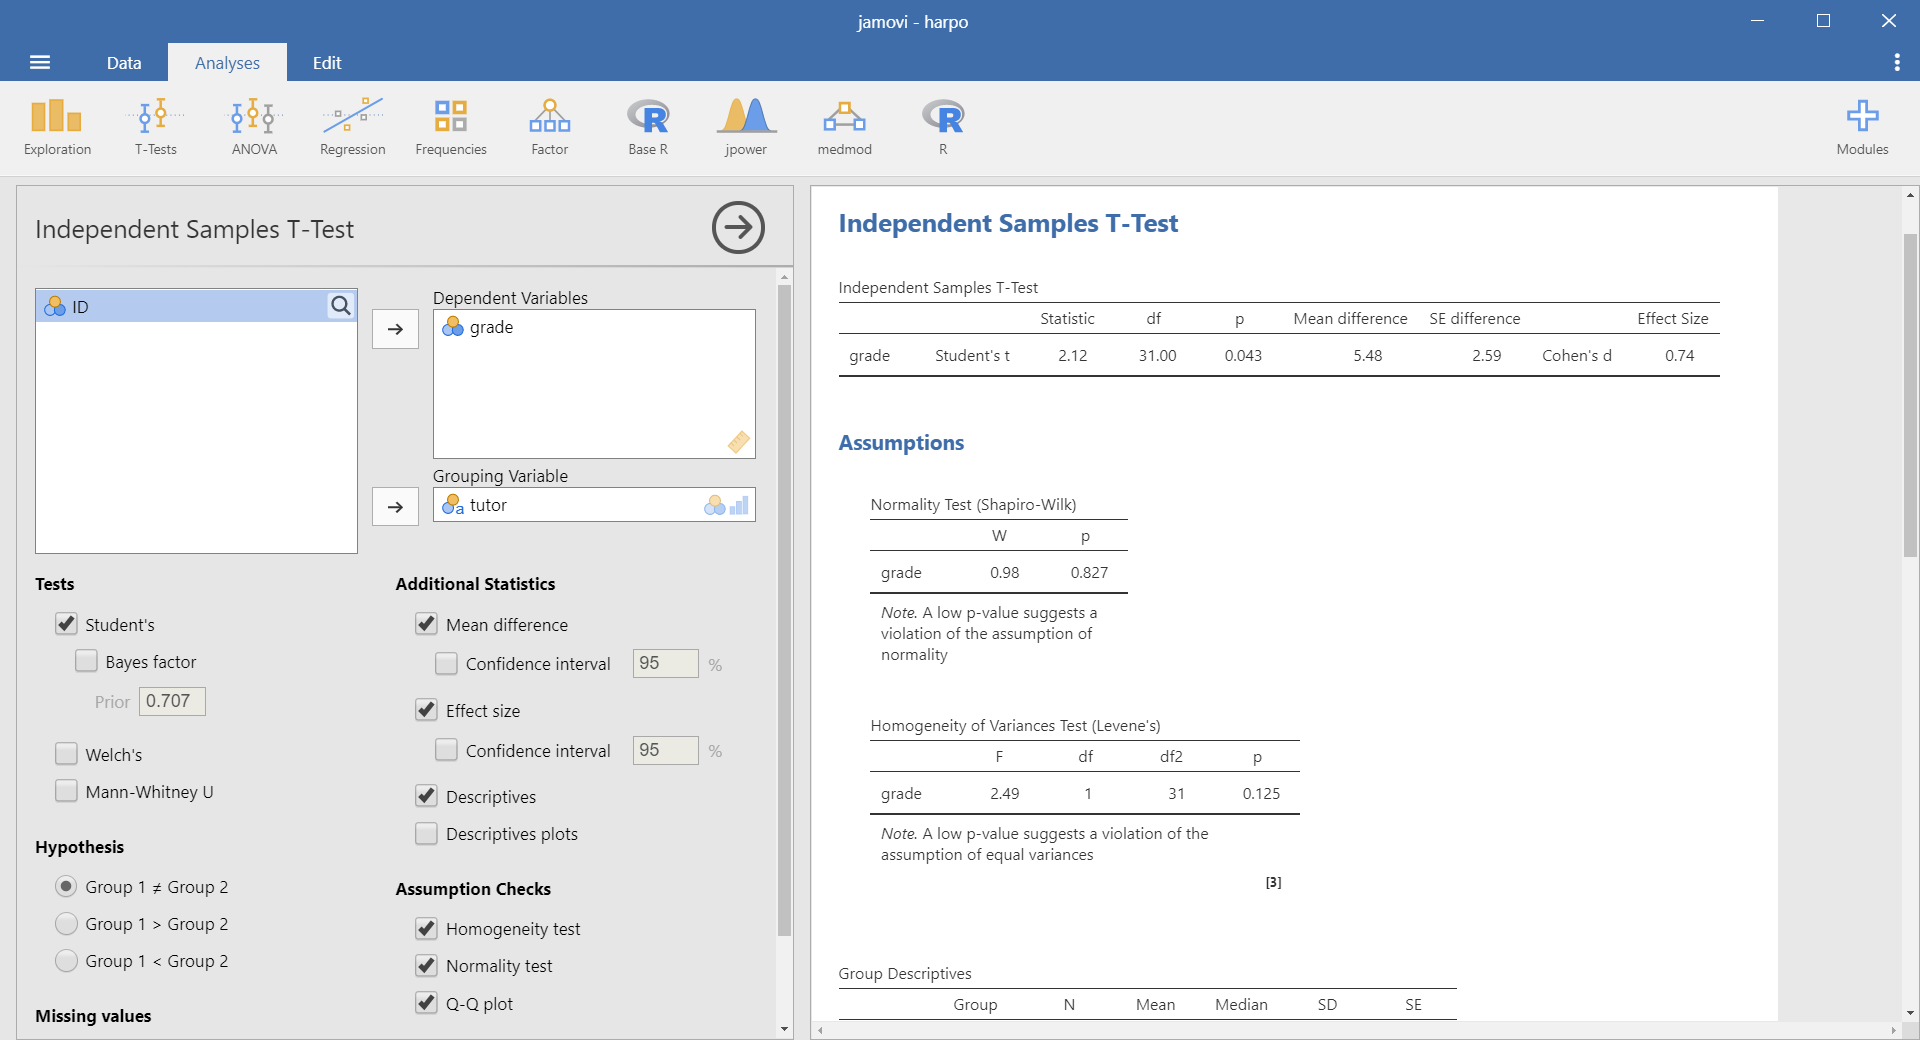 jamovi - harpo
Data Analyses Edit
Exploration T-Tests ANOVA Regression Frequencies Factor Base R jpower medmod R Modules
Independent Samples T-Test
ID
Dependent Variables
grade
Grouping Variable
tutor
Tests
Student's
Bayes factor
Prior 0.707
Welch's
Mann-Whitney U
Hypothesis
Group 1 ≠ Group 2
Group 1 > Group 2
Group 1 < Group 2
Missing values
Additional Statistics
Mean difference
Confidence interval 95 %
Effect size
Confidence interval 95 %
Descriptives
Descriptives plots
Assumption Checks
Homogeneity test
Normality test
Q-Q plot
Independent Samples T-Test
Independent Samples T-Test
Statistic df p Mean difference SE difference Effect Size
grade Student's t 2.12 31.00 0.043 5.48 2.59 Cohen's d 0.74
Assumptions
Normality Test (Shapiro-Wilk)
W p
grade 0.98 0.827
Note. A low p-value suggests a
violation of the assumption of
normality
Homogeneity of Variances Test (Levene's)
F df df2 p
grade 2.49 1 31 0.125
Note. A low p-value suggests a violation of the
assumption of equal variances
[3]
Group Descriptives
Group N Mean Median SD SE